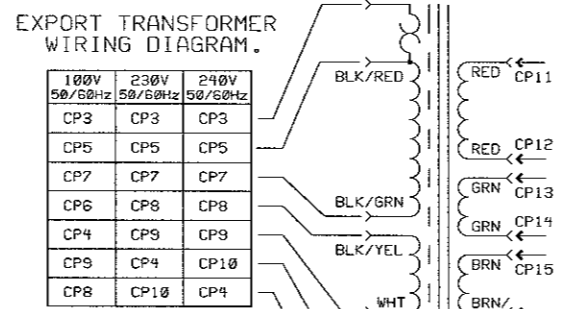 EXPORT TRANSFORMER
WIRING DIAGRAM.
100V 230V 240V
50/60Hz 50/60Hz 50/60Hz
CP3 CP3 CP3
CP5 CP5 CP5
CP7 CP7 CP7
CP6 CP8 CP8
CP4 CP9 CP9
CP9 CP4 CP10
CP8 CP10 CP4
BLK/RED
BLK/GRN
BLK/YEL
WHT
RED CP11
RED CP12
GRN CP13
GRN CP14
BRN CP15
BRN/